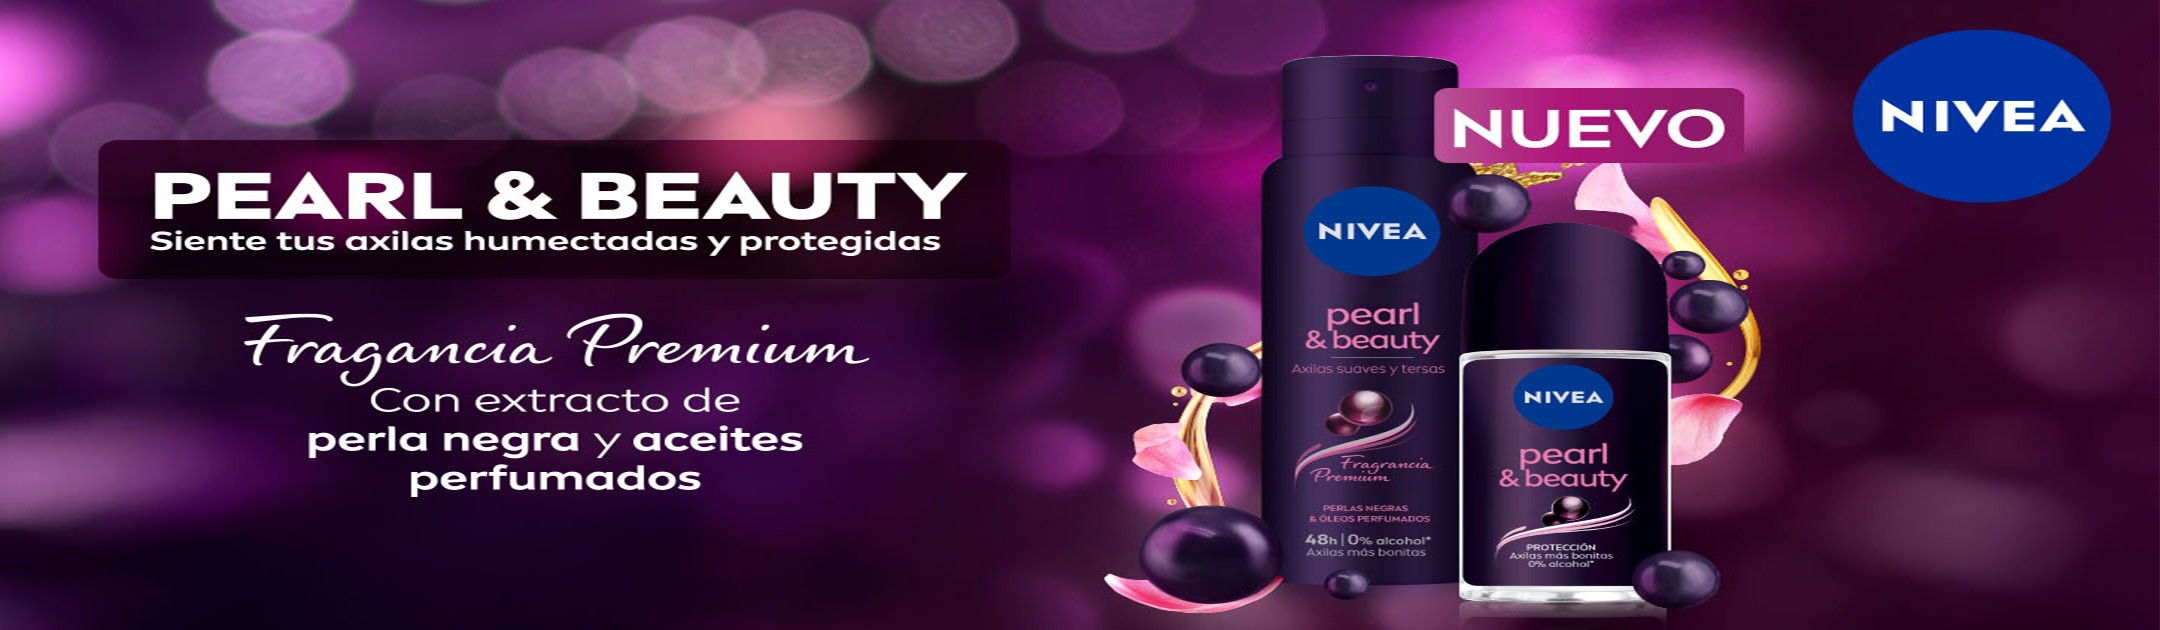 PEARL & BEAUTY
Siente tus axilas humectadas y protegidas
Fragancia Premium
Con extracto de
perla negra y aceites
perfumados
NUEVO
NIVEA
NIVEA
pearl
& beauty
Axilas suaves y tersas
Fragrancia
Premium
PERLAS NEGRAS
& ÓLEOS PERFUMADOS
48h | 0% alcohol*
Axilas más bonitas
NIVEA
pearl
& beauty
PROTECCIÓN
Axilas más bonitas
0% alcohol*